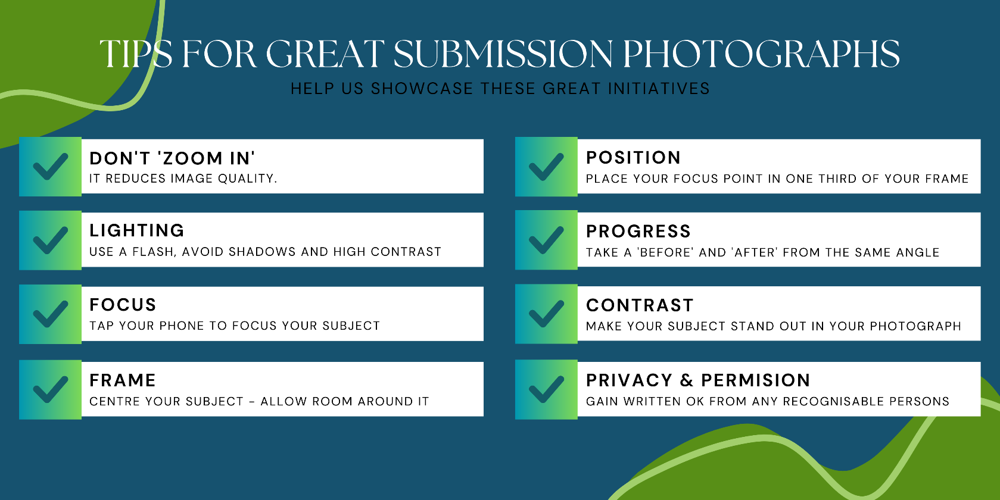 TIPS FOR GREAT SUBMISSION PHOTOGRAPHS
HELP US SHOWCASE THESE GREAT INITIATIVES
DON'T 'ZOOM IN'
IT REDUCES IMAGE QUALITY.
LIGHTING
USE A FLASH, AVOID SHADOWS AND HIGH CONTRAST
FOCUS
TAP YOUR PHONE TO FOCUS YOUR SUBJECT
FRAME
CENTRE YOUR SUBJECT - ALLOW ROOM AROUND IT
POSITION
PLACE YOUR FOCUS POINT IN ONE THIRD OF YOUR FRAME
PROGRESS
TAKE A 'BEFORE' AND 'AFTER' FROM THE SAME ANGLE
CONTRAST
MAKE YOUR SUBJECT STAND OUT IN YOUR PHOTOGRAPH
PRIVACY & PERMISION
GAIN WRITTEN OK FROM ANY RECOGNISABLE PERSONS